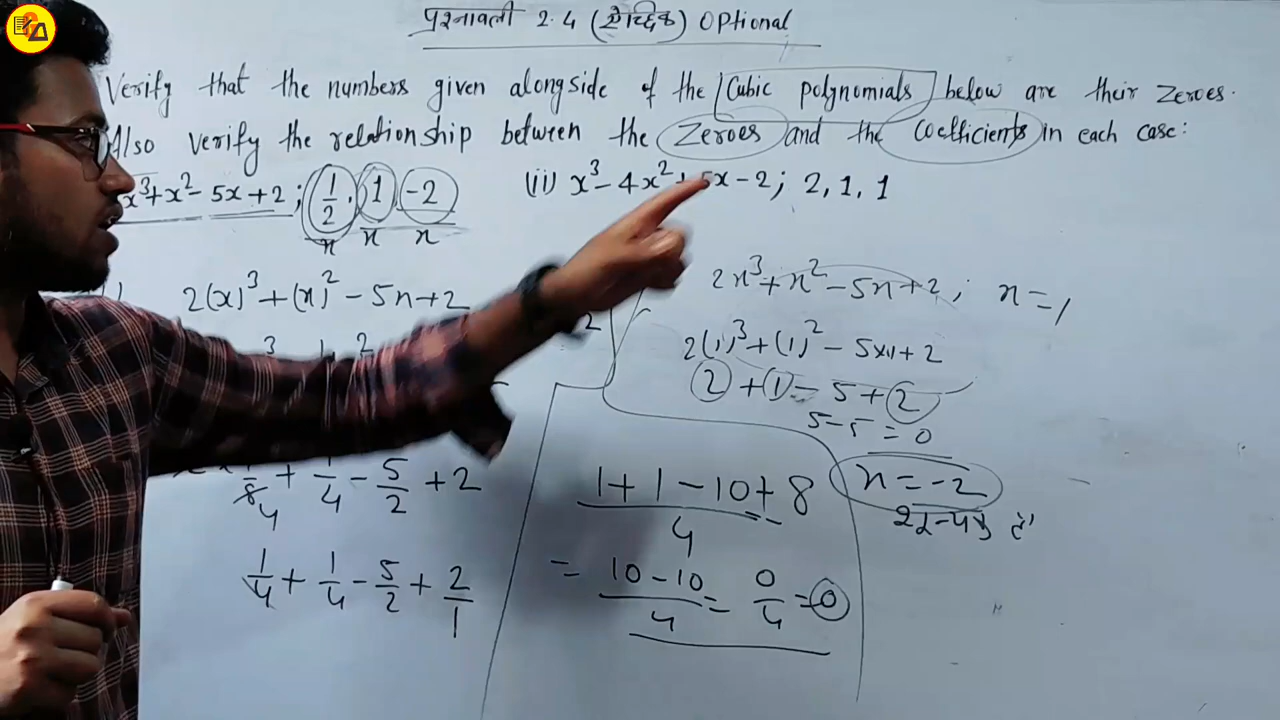 प्रश्नावली 2.4 (ऐच्छिक) Optional
Verify that the numbers given alongside of the Cubic polynomials below are their zeroes.
Also verify the relationship between the Zeroes and the Coefficients in each case:
x³+x²-5x+2; 1/2, 1, -2
(ii) x³-4x²+5x-2; 2, 1, 1
x x x
2(x)³+(x)²-5x+2
2x³+x²-5x+2; x=1
2
2(1)³+(1)²-5×1+2
2+1-5+2
5-5=0
1/4 - 5/2 + 2
1+1-10+8/4
x=-2
1/4+1/4-5/2+2/1
=10-10/4=0/4=0